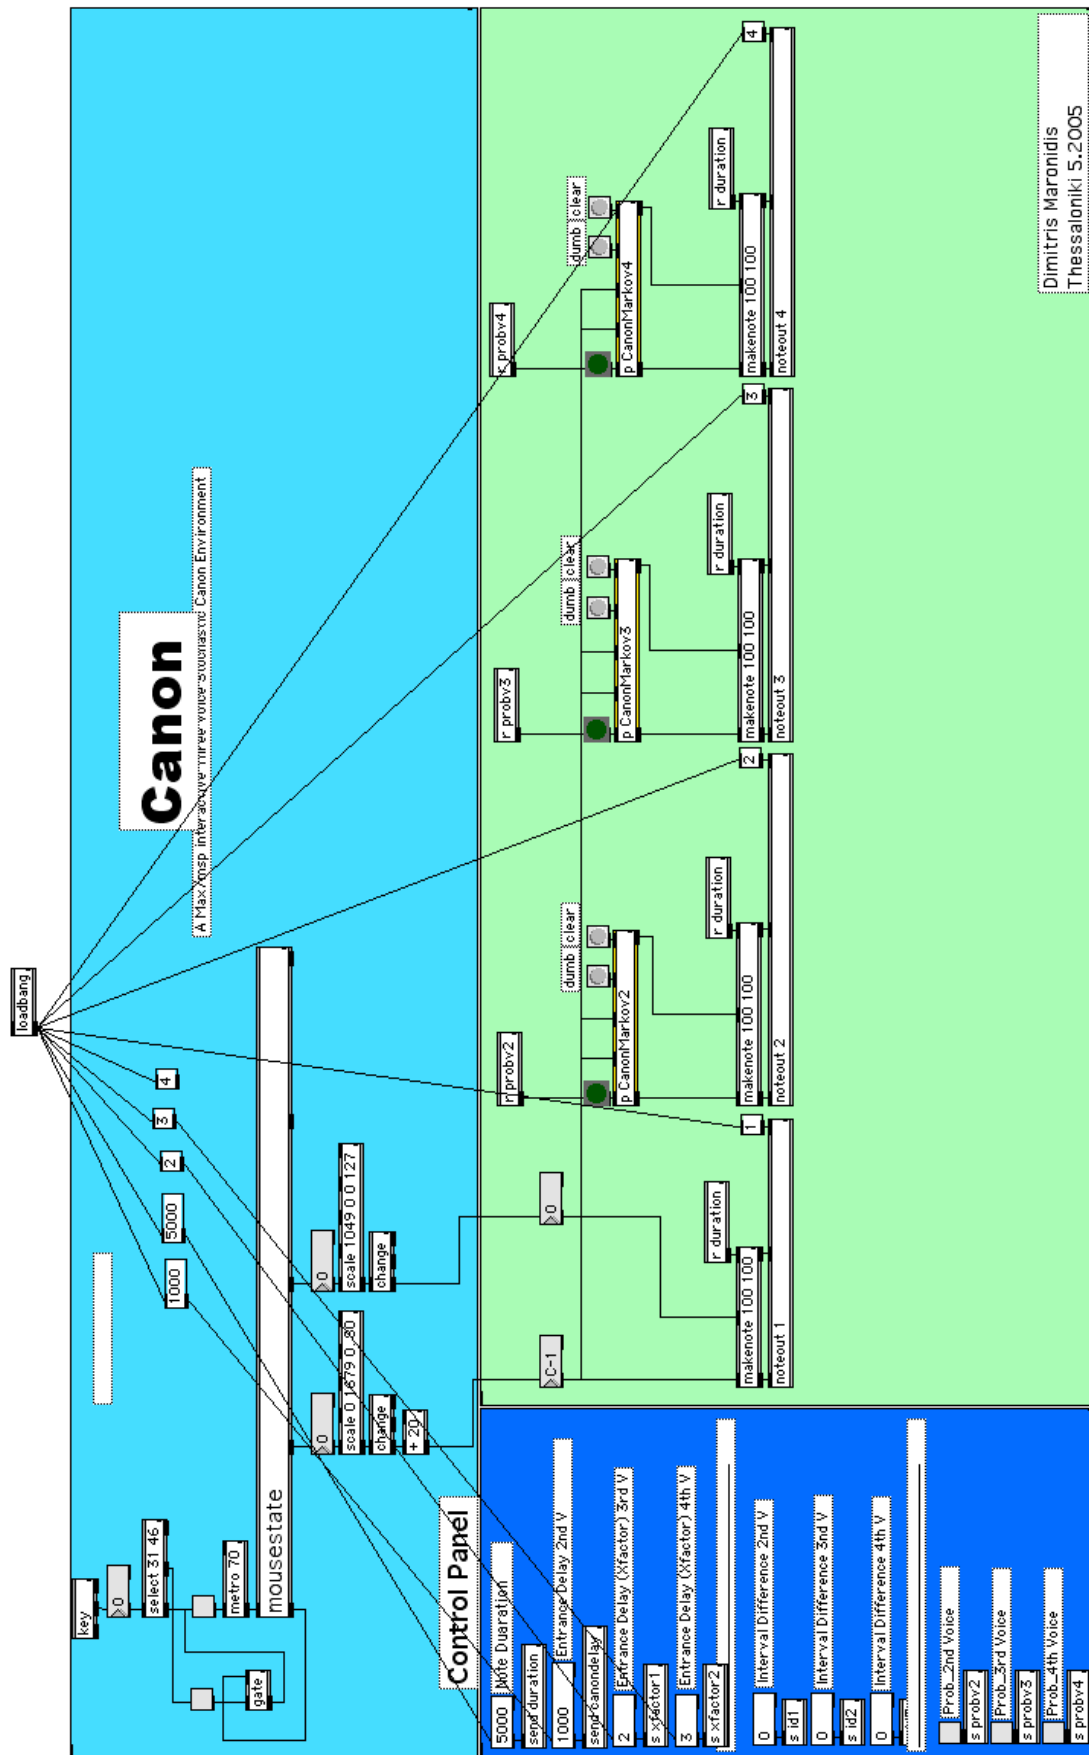 loadbang
key
0
select 31 46
gate
metro 70
mousestate
1000
5000
2
3
4
Canon
A Max/msp interactive three voice stochastic Canon Environment
0
scale 0 1679 0. 80
change
+ 20
0
scale 1049 0 0 127
change
Control Panel
5000
Note Duaration
send duration
1000
Entrance Delay 2nd V
send canondelay
2
Entrance Delay (Xfactor) 3rd V
s xfactor1
3
Entrance Delay (Xfactor) 4th V
s xfactor2
0
Interval Difference 2nd V
s id1
0
Interval Difference 3nd V
s id2
0
Interval Difference 4th V
Prob_2nd Voice
s probv2
Prob_3rd Voice
s probv3
Prob_4th Voice
s probv4
C-1
0
r duration
makenote 100 100
1
noteout 1
r probv2
dumb
clear
p CanonMarkov2
r duration
makenote 100 100
2
noteout 2
r probv3
dumb
clear
p CanonMarkov3
r duration
makenote 100 100
3
noteout 3
r probv4
dumb
clear
p CanonMarkov4
r duration
makenote 100 100
4
noteout 4
Dimitris Maronidis
Thessaloniki 5.2005